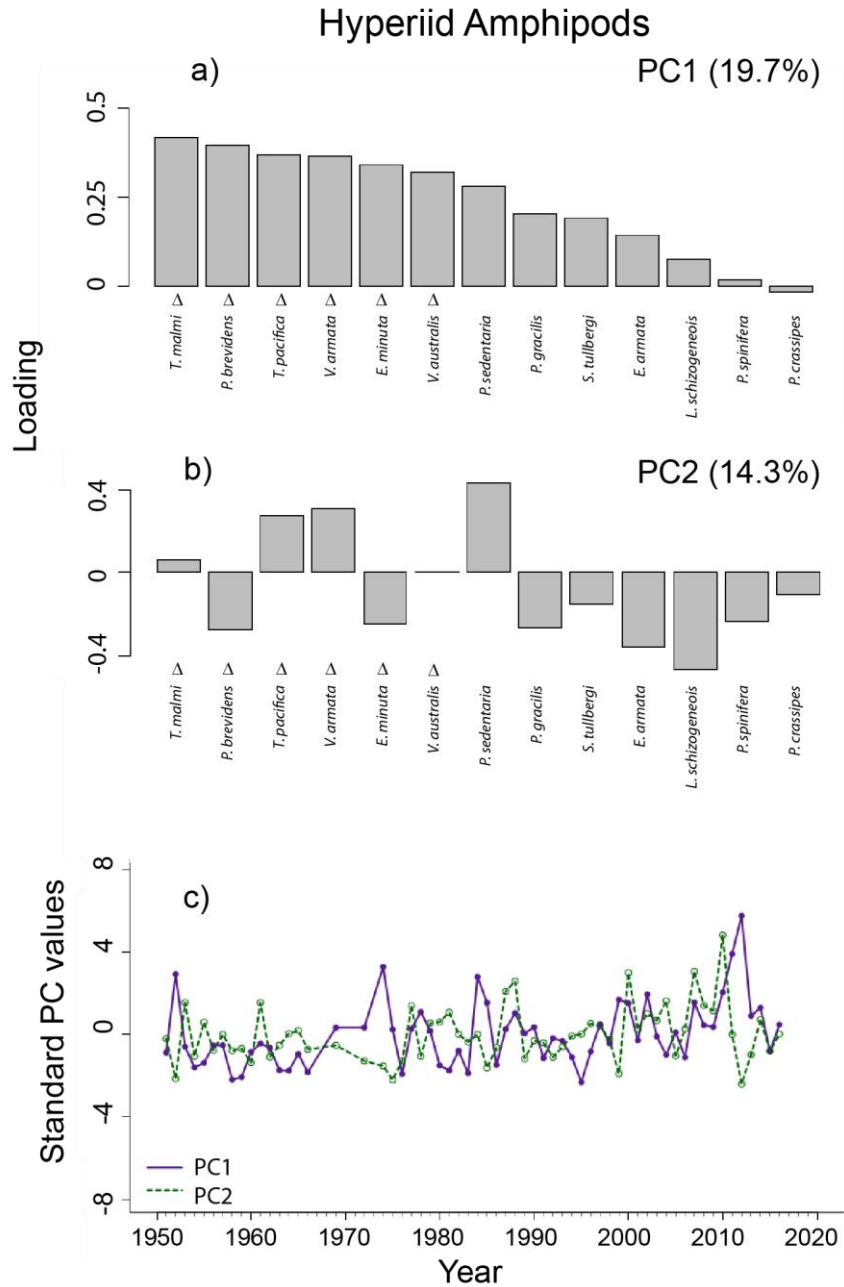 Hyperiid Amphipods
a)
PC1 (19.7%)
0.5
0.25
0
Δ Δ Δ Δ Δ Δ
T. malmi
P. brevidens
T. pacifica
V. armata
E. minuta
V. australis
P. sedentaria
P. gracilis
S. tullbergi
E. armata
L. schizogeneois
P. spinifera
P. crassipes
Loading
b)
PC2 (14.3%)
0.4
0
-0.4
Δ Δ Δ Δ Δ Δ
T. malmi
P. brevidens
T. pacifica
V. armata
E. minuta
V. australis
P. sedentaria
P. gracilis
S. tullbergi
E. armata
L. schizogeneois
P. spinifera
P. crassipes
c)
8
4
0
-4
-8
Standard PC values
PC1
PC2
1950 1960 1970 1980 1990 2000 2010 2020
Year